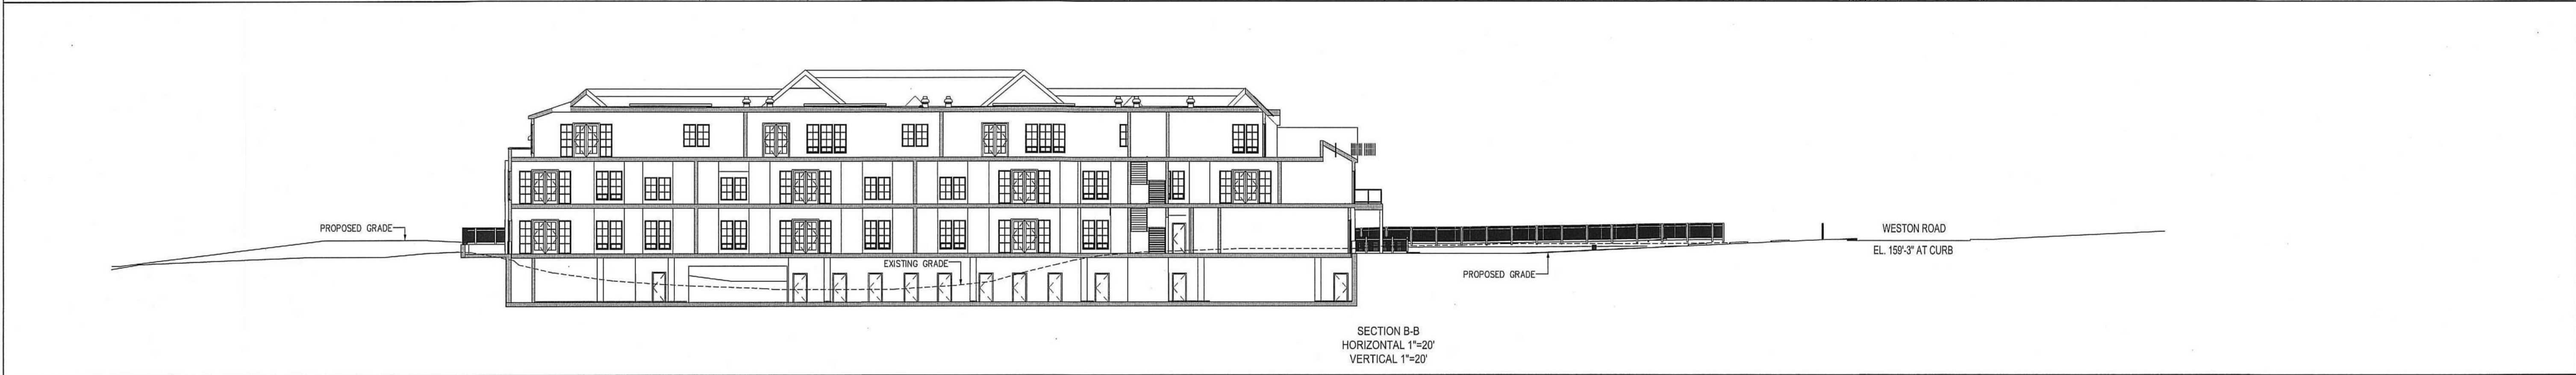 PROPOSED GRADE
EXISTING GRADE
WESTON ROAD
EL. 159'-3" AT CURB
PROPOSED GRADE
SECTION B-B
HORIZONTAL 1"=20'
VERTICAL 1"=20'